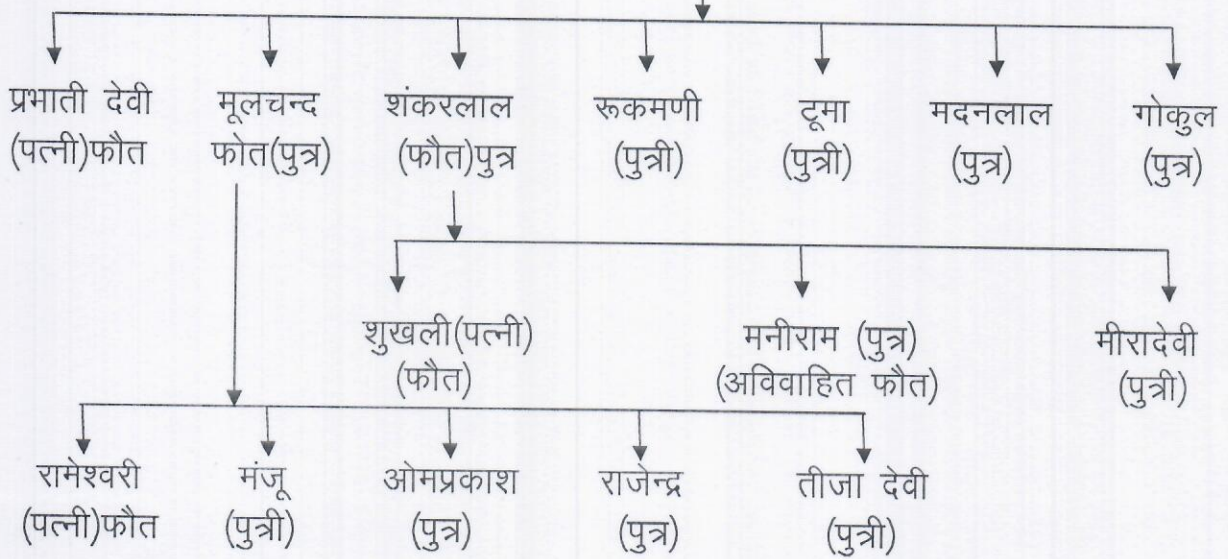 प्रभाती देवी मूलचन्द शंकरलाल रूकमणी टूमा मदनलाल गोकुल
(पत्नी)फौत फोत(पुत्र) (फौत)पुत्र (पुत्री) (पुत्री) (पुत्र) (पुत्र)
शुखली(पत्नी) मनीराम (पुत्र) मीरादेवी
(फौत) (अविवाहित फौत) (पुत्री)
रामेश्वरी मंजू ओमप्रकाश राजेन्द्र तीजा देवी
(पत्नी)फौत (पुत्री) (पुत्र) (पुत्र) (पुत्री)